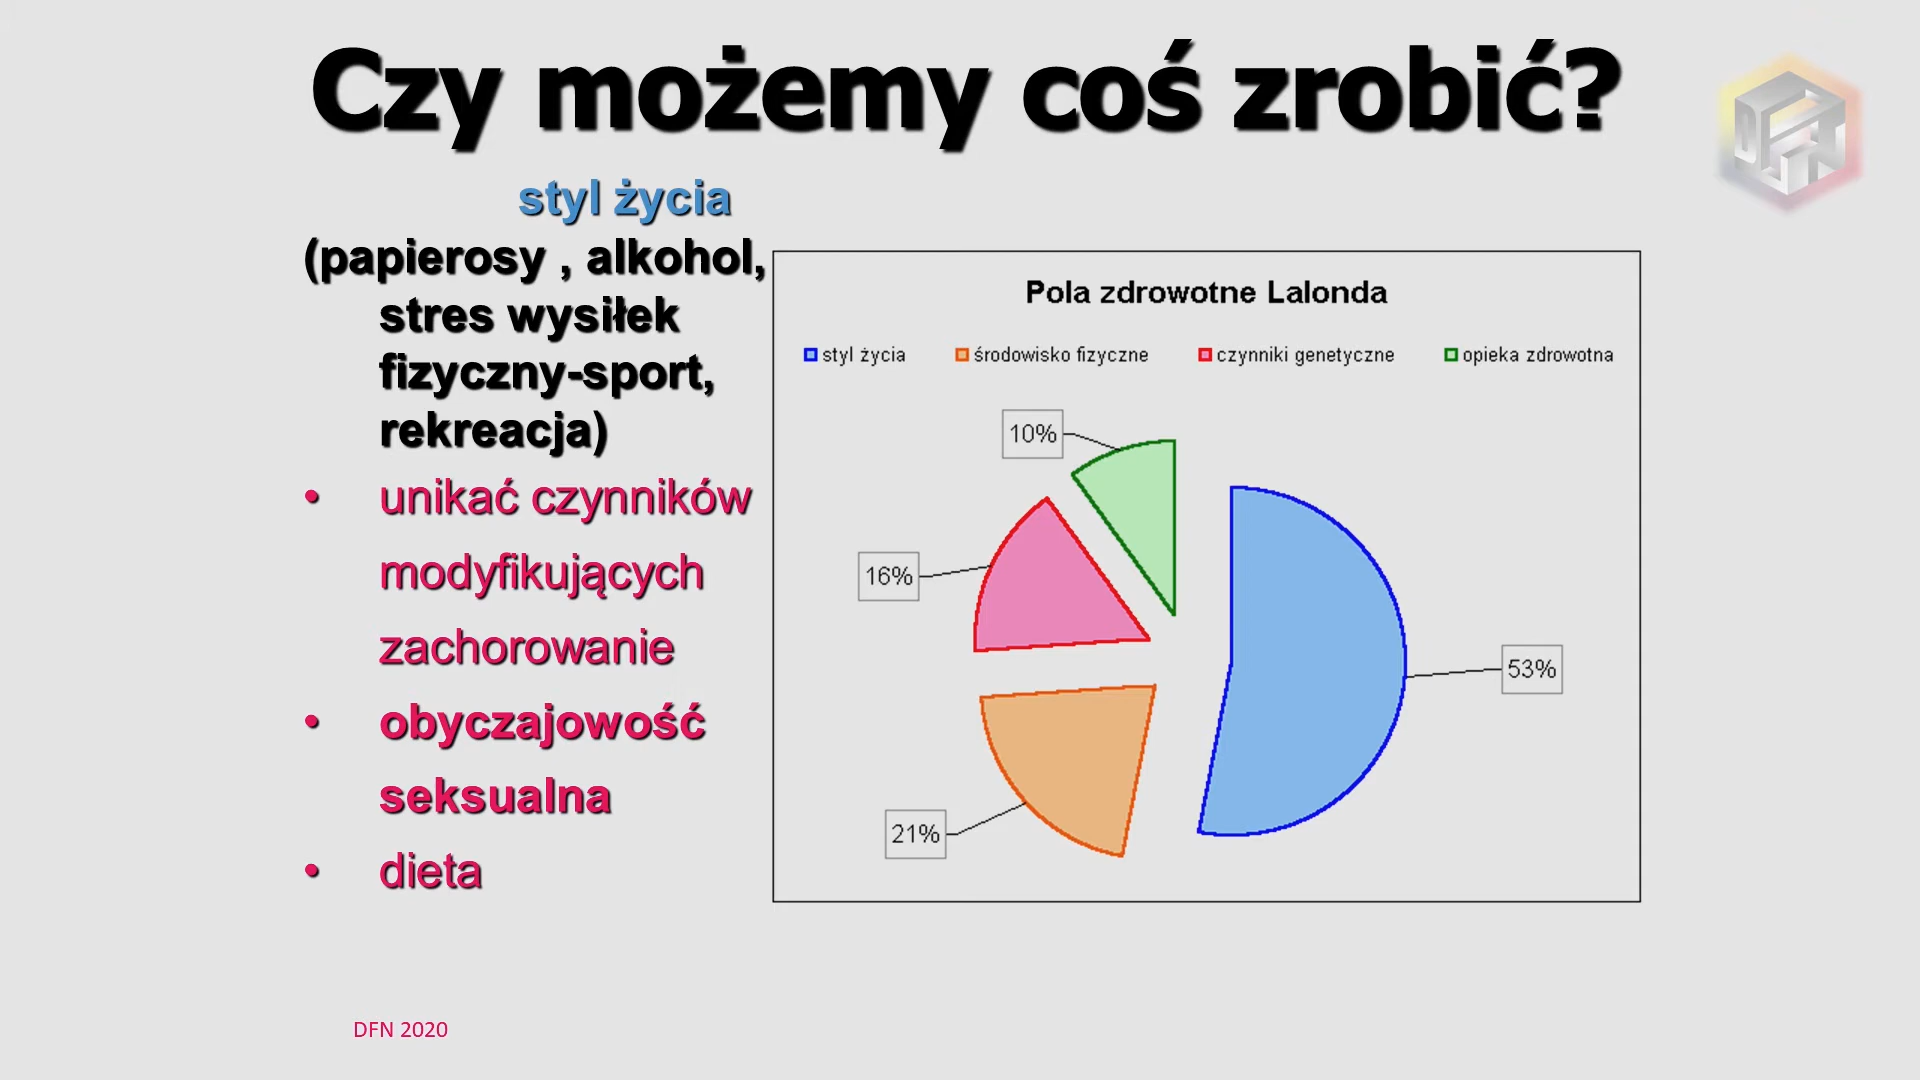 Czy możemy coś zrobić?
styl życia
(papierosy , alkohol,
stres wysiłek
fizyczny-sport,
rekreacja)
• unikać czynników
modyfikujących
zachorowanie
• obyczajowość
seksualna
• dieta
Pola zdrowotne Lalonda
styl życia środowisko fizyczne czynniki genetyczne opieka zdrowotna
10%
16%
53%
21%
DFN 2020